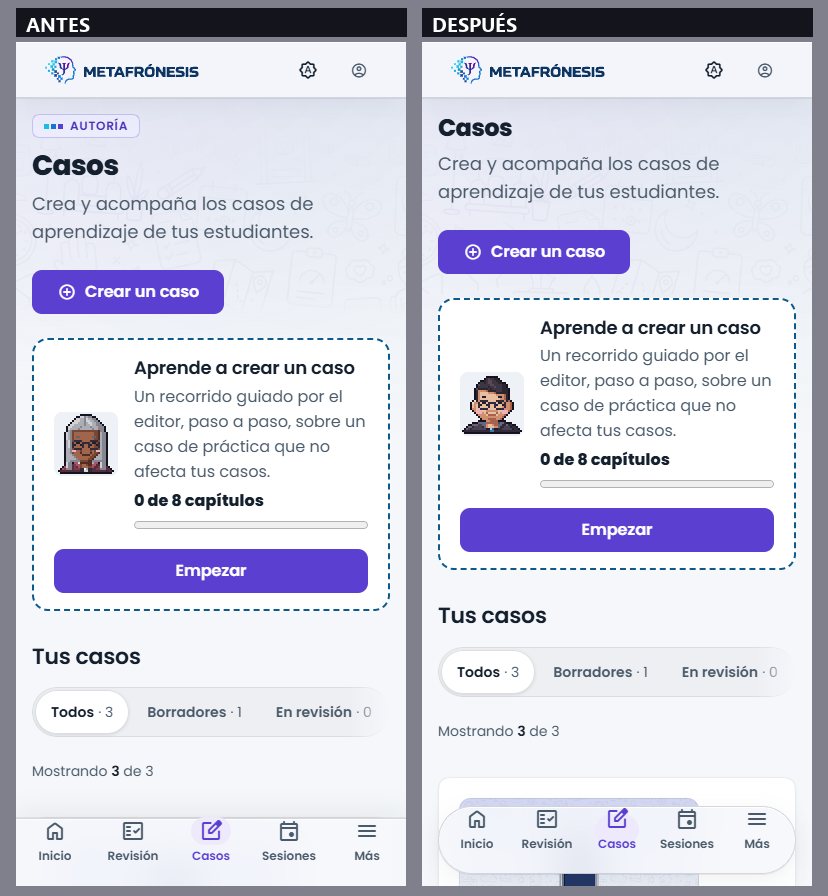 ANTES
METAFRÓNESIS
A
AUTORÍA
Casos
Crea y acompaña los casos de
aprendizaje de tus estudiantes.
Crear un caso
Aprende a crear un caso
Un recorrido guiado por el
editor, paso a paso, sobre un
caso de práctica que no
afecta tus casos.
0 de 8 capítulos
Empezar
Tus casos
Todos · 3 Borradores · 1 En revisión · 0
Mostrando 3 de 3
Inicio Revisión Casos Sesiones Más
DESPUÉS
METAFRÓNESIS
A
Casos
Crea y acompaña los casos de
aprendizaje de tus estudiantes.
Crear un caso
Aprende a crear un caso
Un recorrido guiado por el
editor, paso a paso, sobre un
caso de práctica que no
afecta tus casos.
0 de 8 capítulos
Empezar
Tus casos
Todos · 3 Borradores · 1 En revisión · 0
Mostrando 3 de 3
Inicio Revisión Casos Sesiones Más